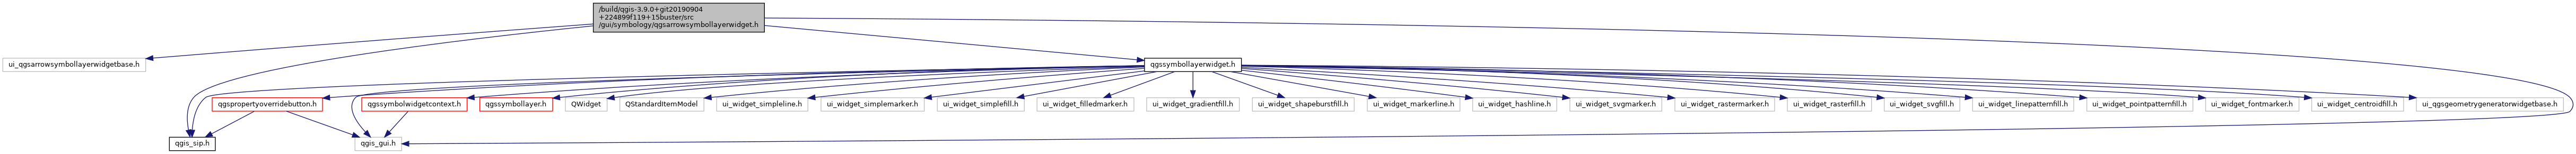 /build/qgis-3.9.0+git20190904
+224899f119+15buster/src
/gui/symbology/qgsarrowsymbollayerwidget.h
ui_qgsarrowsymbollayerwidgetbase.h
qgssymbollayerwidget.h
qgspropertyoverridebutton.h
qgssymbolwidgetcontext.h
qgssymbollayer.h
QWidget
QStandardItemModel
ui_widget_simpleline.h
ui_widget_simplemarker.h
ui_widget_simplefill.h
ui_widget_filledmarker.h
ui_widget_gradientfill.h
ui_widget_shapeburstfill.h
ui_widget_markerline.h
ui_widget_hashline.h
ui_widget_svgmarker.h
ui_widget_rastermarker.h
ui_widget_rasterfill.h
ui_widget_svgfill.h
ui_widget_linepatternfill.h
ui_widget_pointpatternfill.h
ui_widget_fontmarker.h
ui_widget_centroidfill.h
ui_qgsgeometrygeneratorwidgetbase.h
qgis_sip.h
qgis_gui.h